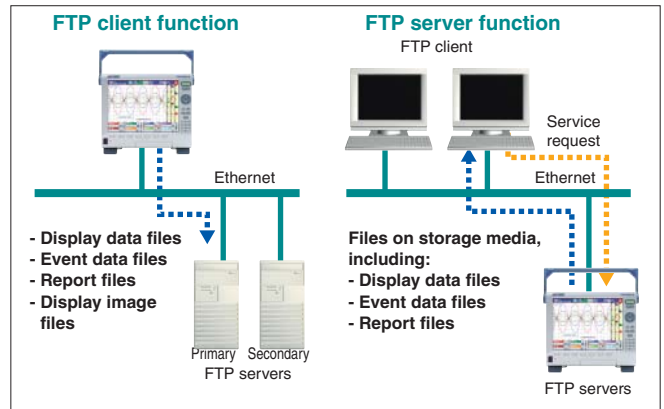 FTP client function
Ethernet
- Display data files
- Event data files
- Report files
- Display image
files
Primary Secondary
FTP servers
FTP server function
FTP client
Service
request
Ethernet
Files on storage media,
including:
- Display data files
- Event data files
- Report files
FTP servers